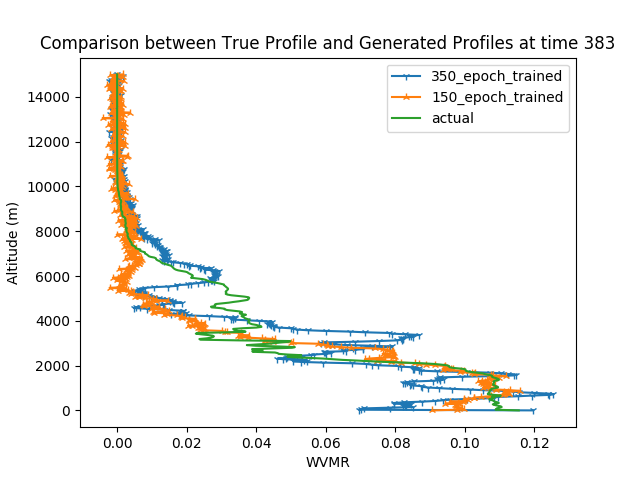 Comparison between True Profile and Generated Profiles at time 383
350_epoch_trained
150_epoch_trained
actual
Altitude (m)
14000
12000
10000
8000
6000
4000
2000
0
0.00 0.02 0.04 0.06 0.08 0.10 0.12
WVMR